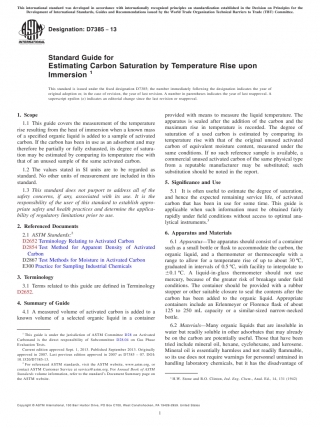 This international standard was developed in accordance with internationally recognized principles on standardization established in the Decision on Principles for the
Development of International Standards, Guides and Recommendations issued by the World Trade Organization Technical Barriers to Trade (TBT) Committee.
Designation: D7385 − 13
INTERNATIONAL
Standard Guide for
Estimating Carbon Saturation by Temperature Rise upon
Immersion 1
This standard is issued under the fixed designation D7385; the number immediately following the designation indicates the year of
original adoption or, in the case of revision, the year of last revision. A number in parentheses indicates the year of last reapproval. A
superscript epsilon (ε) indicates an editorial change since the last revision or reapproval.
1. Scope
1.1 This guide covers the measurement of the temperature
rise resulting from the heat of immersion when a known mass
of a specified organic liquid is added to a sample of activated
carbon. If the carbon has been in use as an adsorbent and may
therefore be partially or fully exhausted, its degree of satura-
tion may be estimated by comparing its temperature rise with
that of an unused sample of the same activated carbon.
1.2 The values stated in SI units are to be regarded as
standard. No other units of measurement are included in this
standard.
1.3 This standard does not purport to address all of the
safety concerns, if any, associated with its use. It is the
responsibility of the user of this standard to establish appro-
priate safety and health practices and determine the applica-
bility of regulatory limitations prior to use.
2. Referenced Documents
2.1 ASTM Standards:2
D2652 Terminology Relating to Activated Carbon
D2854 Test Method for Apparent Density of Activated
Carbon
D2867 Test Methods for Moisture in Activated Carbon
E300 Practice for Sampling Industrial Chemicals
3. Terminology
3.1 Terms related to this guide are defined in Terminology
D2652.
4. Summary of Guide
4.1 A measured volume of activated carbon is added to a
known volume of a selected organic liquid in a container
1 This guide is under the jurisdiction of ASTM Committee D28 on Activated
Carbon and is the direct responsibility of Subcommittee D28.04 on Gas Phase
Evaluation Tests.
Current edition approved Sept. 1, 2013. Published September 2013. Originally
approved in 2007. Last previous edition approved in 2007 as D7385 – 07. DOI:
10.1520/D7385-13.
2 For referenced ASTM standards, visit the ASTM website, www.astm.org, or
contact ASTM Customer Service at service@astm.org. For Annual Book of ASTM
Standards volume information, refer to the standard's Document Summary page on
the ASTM website.
provided with means to measure the liquid temperature. The
apparatus is sealed after the addition of the carbon and the
maximum rise in temperature is recorded. The degree of
saturation of a used carbon is estimated by comparing its
temperature rise with that of the original unused activated
carbon of equivalent moisture content, measured under the
same conditions. If no such reference sample is available, a
commercial unused activated carbon of the same physical type
from a reputable manufacturer may be substituted; such
substitution should be noted in the report.
5. Significance and Use
5.1 It is often useful to estimate the degree of saturation,
and hence the expected remaining service life, of activated
carbon that has been in use for some time. This guide is
important when such information must be obtained fairly
rapidly under field conditions without access to optional ana-
lytical instruments.3
6. Apparatus and Materials
6.1 Apparatus—The apparatus should consist of a container
such as a small bottle or flask to accommodate the carbon, the
organic liquid, and a thermometer or thermocouple with a
range to allow for a temperature rise of up to about 30°C,
graduated in intervals of 0.5 °C, with facility to interpolate to
±0.1°C. A liquid-in-glass thermometer should not use
mercury, because of the greater risk of breakage under field
conditions. The container should be provided with a rubber
stopper or other suitable closure to seal the contents after the
carbon has been added to the organic liquid. Appropriate
containers include an Erlenmeyer or Florence flask of about
125 to 250 mL capacity or a similar-sized narrow-necked
bottle.
6.2 Materials—Many organic liquids that are insoluble in
water but readily soluble in other adsorbates that may already
be on the carbon are potentially useful. Those that have been
tried include mineral oil, hexane, cyclohexane, and kerosene.
Mineral oil is essentially harmless and not readily flammable,
so its use does not require warnings for personnel untrained in
handling laboratory chemicals, but it has the disadvantage of
Copyright © ASTM International, 100 Barr Harbor Drive, PO Box C700, West Conshohocken, PA 19428-2959. United States
1